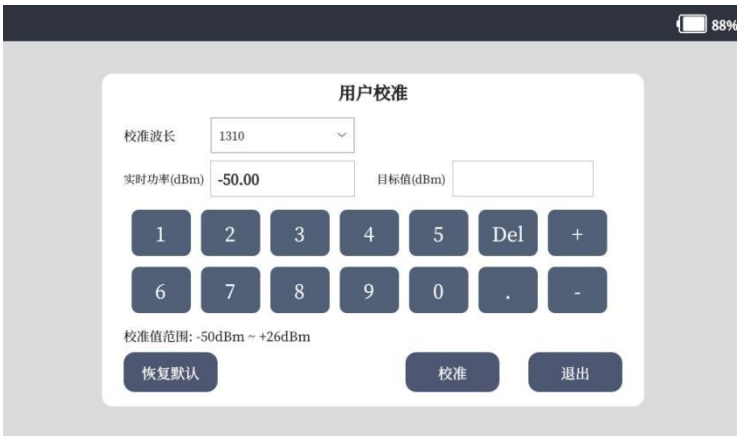 88%
用户校准
校准波长 1310
实时功率(dBm) -50.00 目标值(dBm)
1 2 3 4 5 Del +
6 7 8 9 0 . -
校准值范围: -50dBm ~ +26dBm
恢复默认 校准 退出